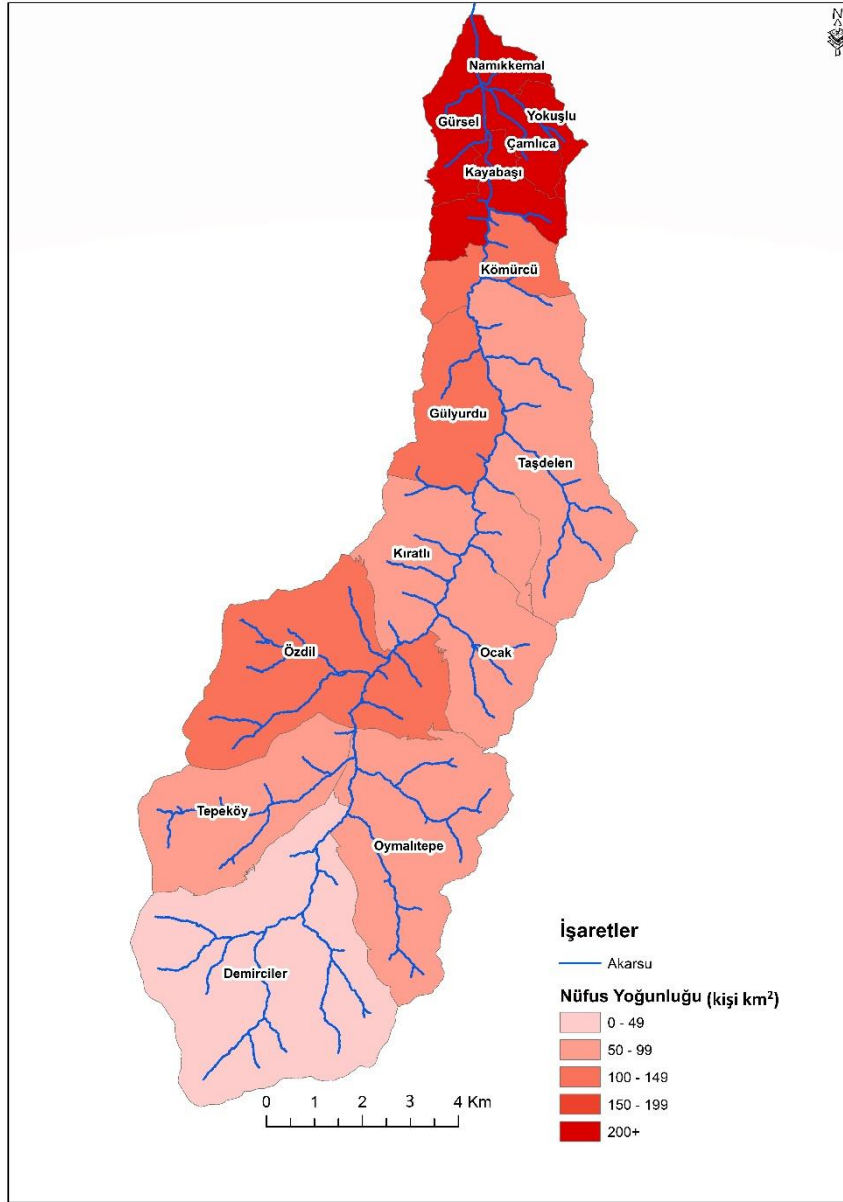 N
Namıkkemal
Yokuşlu
Gürsel
Çamlıca
Kayabaşı
Kömürcü
Gülyurdu
Taşdelen
Kıratlı
Özdil
Ocak
Tepeköy
Oymalıtepe
Demirciler
İşaretler
Akarsu
Nüfus Yoğunluğu (kişi km²)
0 - 49
50 - 99
100 - 149
150 - 199
200+
0 1 2 3 4 Km